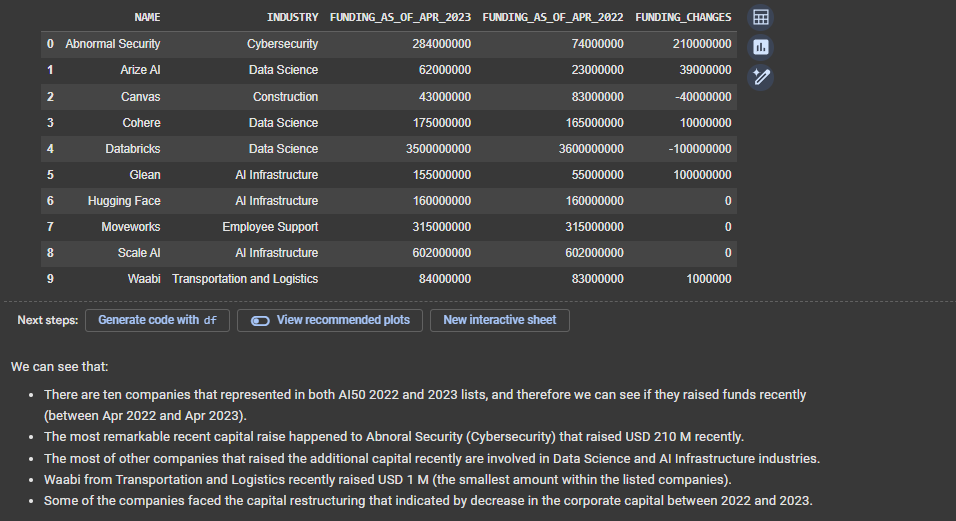 NAME INDUSTRY FUNDING_AS_OF_APR_2023 FUNDING_AS_OF_APR_2022 FUNDING_CHANGES
0 Abnormal Security Cybersecurity 284000000 74000000 210000000
1 Arize AI Data Science 62000000 23000000 39000000
2 Canvas Construction 43000000 83000000 -40000000
3 Cohere Data Science 175000000 165000000 10000000
4 Databricks Data Science 3500000000 3600000000 -100000000
5 Glean AI Infrastructure 155000000 55000000 100000000
6 Hugging Face AI Infrastructure 160000000 160000000 0
7 Moveworks Employee Support 315000000 315000000 0
8 Scale AI AI Infrastructure 602000000 602000000 0
9 Waabi Transportation and Logistics 84000000 83000000 1000000
Next steps: Generate code with df View recommended plots New interactive sheet
We can see that:
• There are ten companies that represented in both AI50 2022 and 2023 lists, and therefore we can see if they raised funds recently
(between Apr 2022 and Apr 2023).
• The most remarkable recent capital raise happened to Abnoral Security (Cybersecurity) that raised USD 210 M recently.
• The most of other companies that raised the additional capital recently are involved in Data Science and AI Infrastructure industries.
• Waabi from Transportation and Logistics recently raised USD 1 M (the smallest amount within the listed companies).
• Some of the companies faced the capital restructuring that indicated by decrease in the corporate capital between 2022 and 2023.